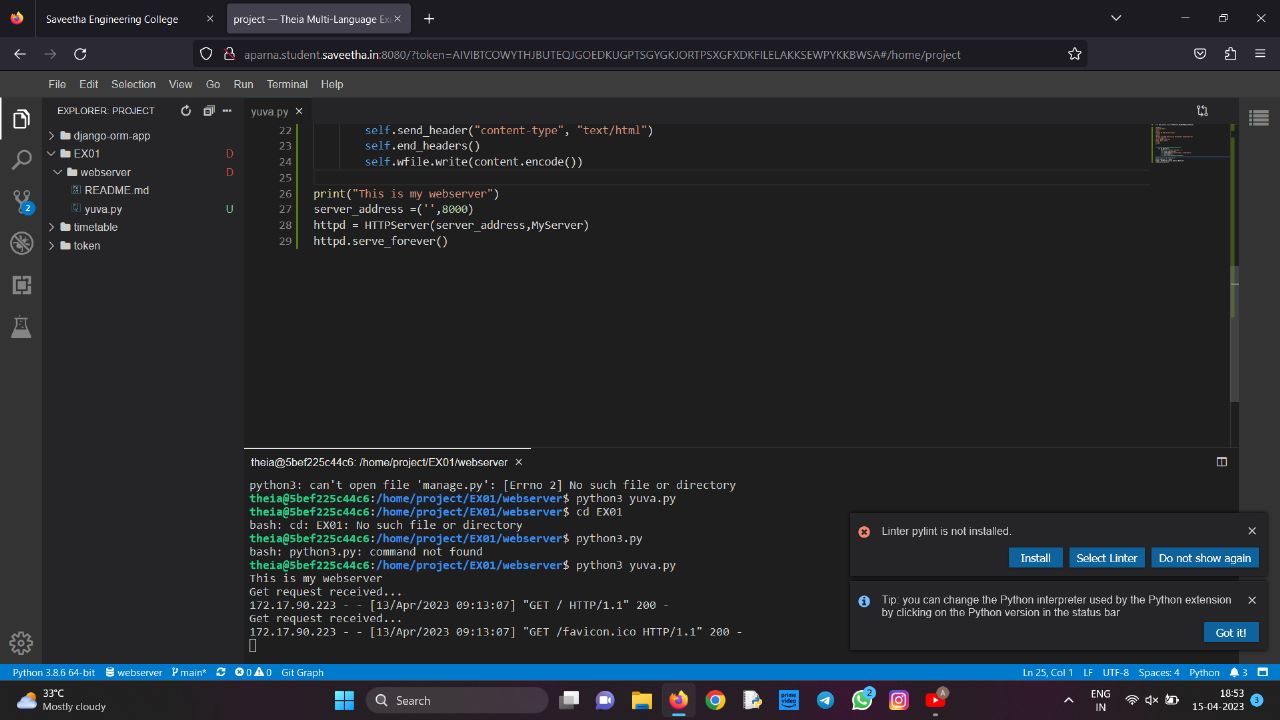 Saveetha Engineering College
project — Theia Multi-Language Ex
aparna.student.saveetha.in:8080/?token=AIVIBTCOWYTHJBUTEQJGOEDKUGPTSGYGKJORTPSXGFXDKFILELAKKSEWPYKKBWSA#/home/project
File Edit Selection View Go Run Terminal Help
EXPLORER: PROJECT
django-orm-app
EX01 D
webserver D
README.md
yuva.py U
timetable
token
2
yuva.py
22 self.send_header("content-type", "text/html")
23 self.end_headers()
24 self.wfile.write(content.encode())
25
26 print("This is my webserver")
27 server_address =('',8000)
28 httpd = HTTPServer(server_address,MyServer)
29 httpd.serve_forever()
theia@5bef225c44c6: /home/project/EX01/webserver
python3: can't open file 'manage.py': [Errno 2] No such file or directory
theia@5bef225c44c6:/home/project/EX01/webserver$ python3 yuva.py
theia@5bef225c44c6:/home/project/EX01/webserver$ cd EX01
bash: cd: EX01: No such file or directory
theia@5bef225c44c6:/home/project/EX01/webserver$ python3.py
bash: python3.py: command not found
theia@5bef225c44c6:/home/project/EX01/webserver$ python3 yuva.py
This is my webserver
Get request received...
172.17.90.223 - - [13/Apr/2023 09:13:07] "GET / HTTP/1.1" 200 -
Get request received...
172.17.90.223 - - [13/Apr/2023 09:13:07] "GET /favicon.ico HTTP/1.1" 200 -
Linter pylint is not installed.
Install Select Linter Do not show again
Tip: you can change the Python interpreter used by the Python extension
by clicking on the Python version in the status bar
Got it!
Python 3.8.6 64-bit webserver main* 0 0 Git Graph Ln 25, Col 1 LF UTF-8 Spaces: 4 Python 3
33°C
Mostly cloudy
Search
prime video
2
A
ENG
IN
18:53
15-04-2023
3